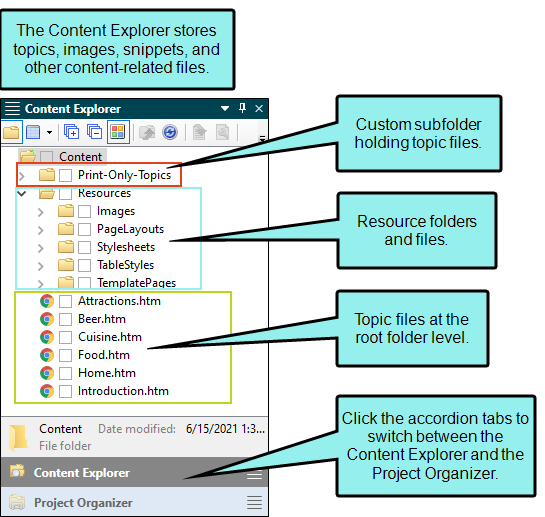 The Content Explorer stores
topics, images, snippets, and
other content-related files.
Content Explorer
Content
Print-Only-Topics
Resources
Images
PageLayouts
Stylesheets
TableStyles
TemplatePages
Attractions.htm
Beer.htm
Cuisine.htm
Food.htm
Home.htm
Introduction.htm
Content Date modified: 6/15/2021 1:3...
File folder
Content Explorer
Project Organizer
Custom subfolder
holding topic files.
Resource folders
and files.
Topic files at the
root folder level.
Click the accordion tabs to
switch between the
Content Explorer and the
Project Organizer.